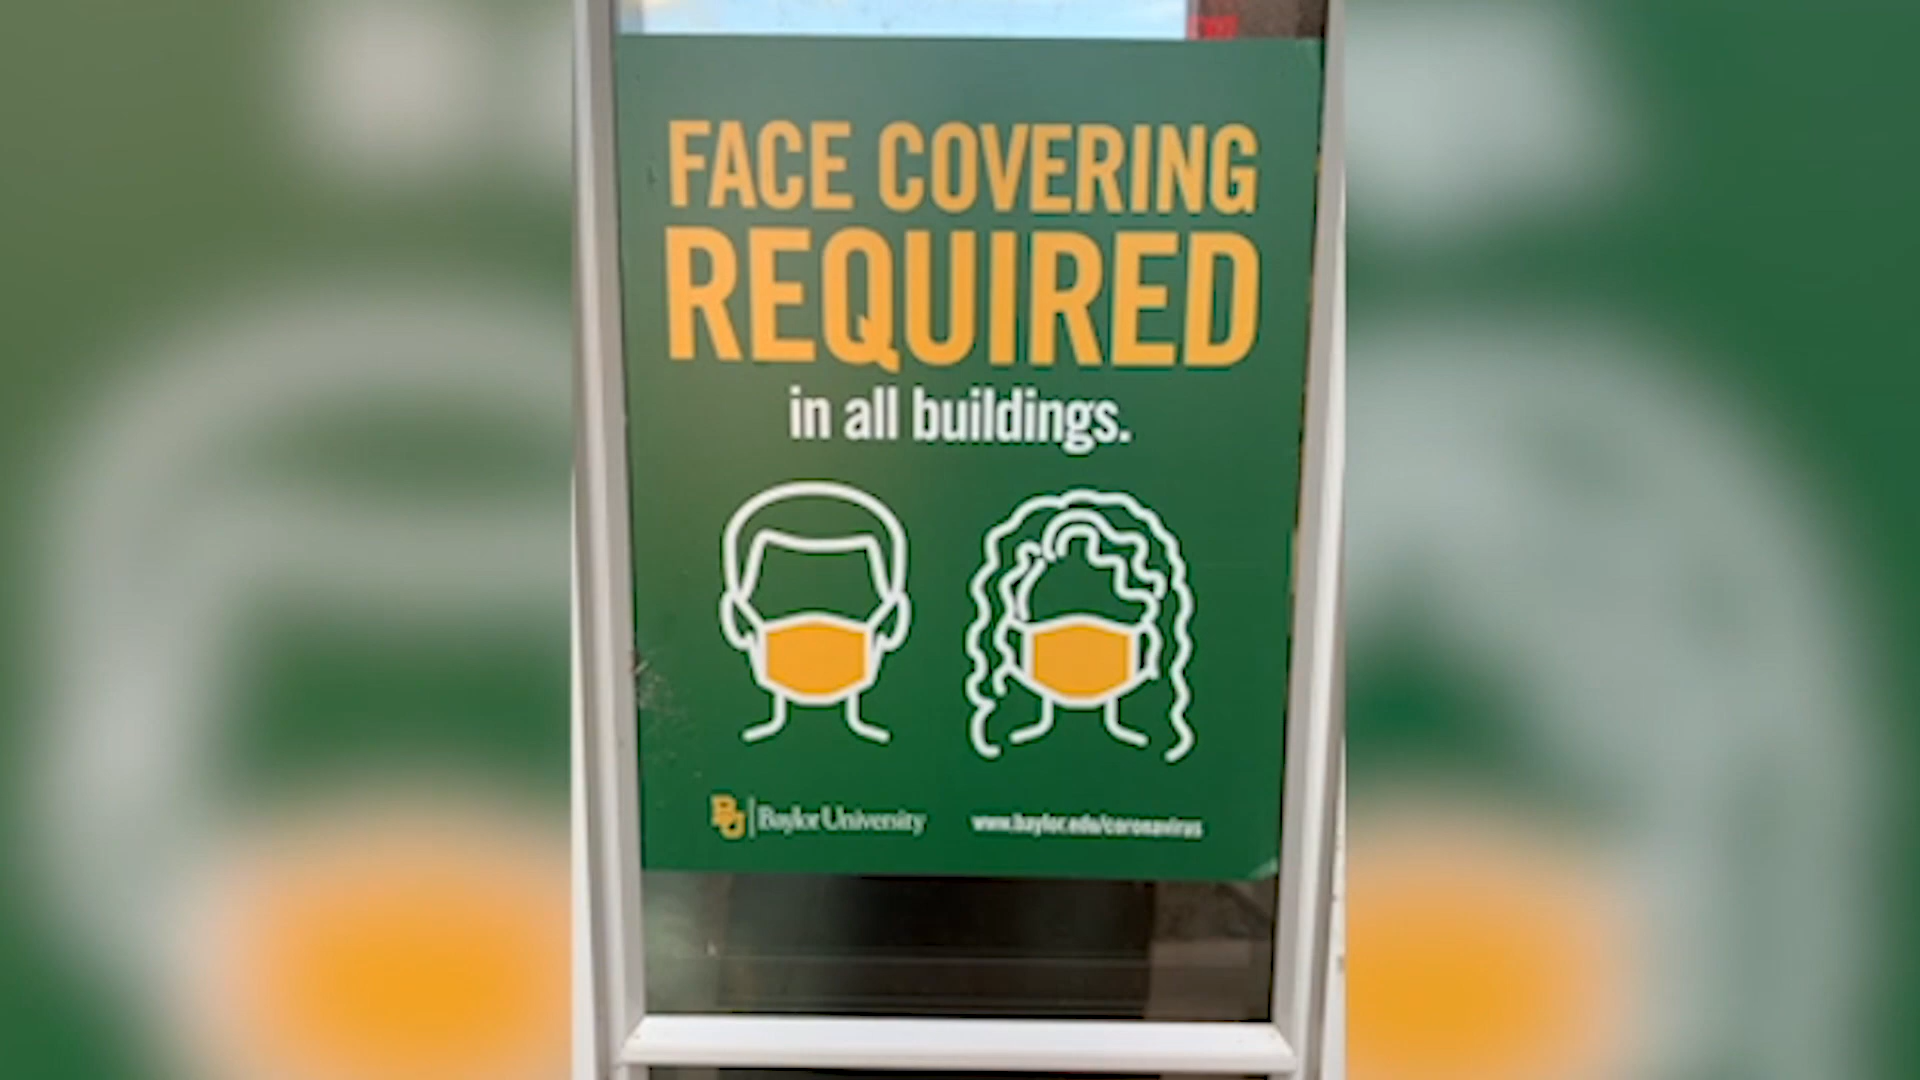 FACE COVERING
REQUIRED
in all buildings.
BU Baylor University
www.baylor.edu/coronavirus